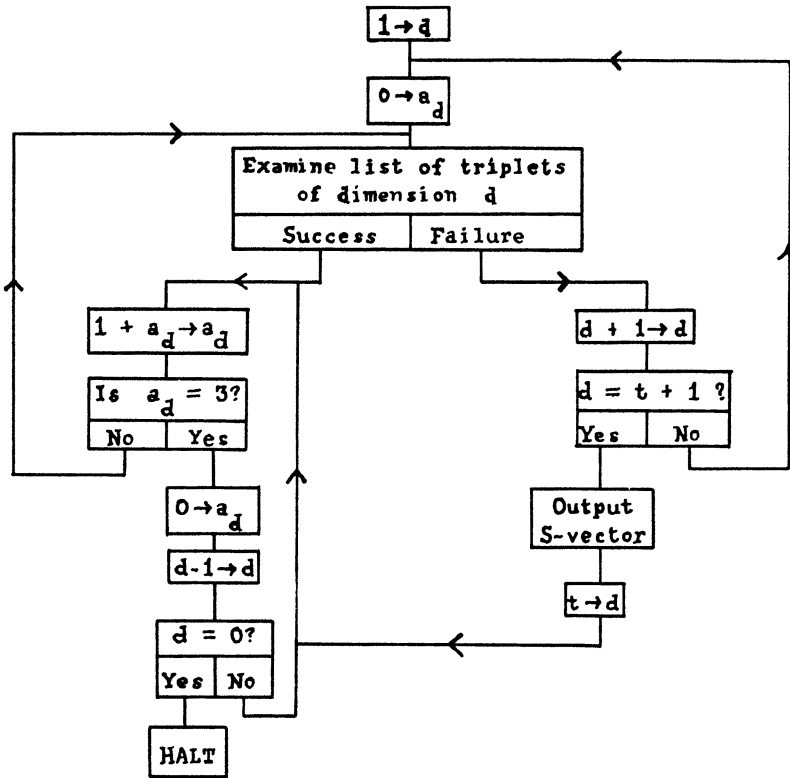 1→d
0→a_d
Examine list of triplets
of dimension d
Success Failure
1 + a_d→a_d
Is a_d = 3?
No Yes
0→a_d
d-1→d
d = 0?
Yes No
HALT
d + 1→d
d = t + 1 ?
Yes No
Output
S-vector
t→d